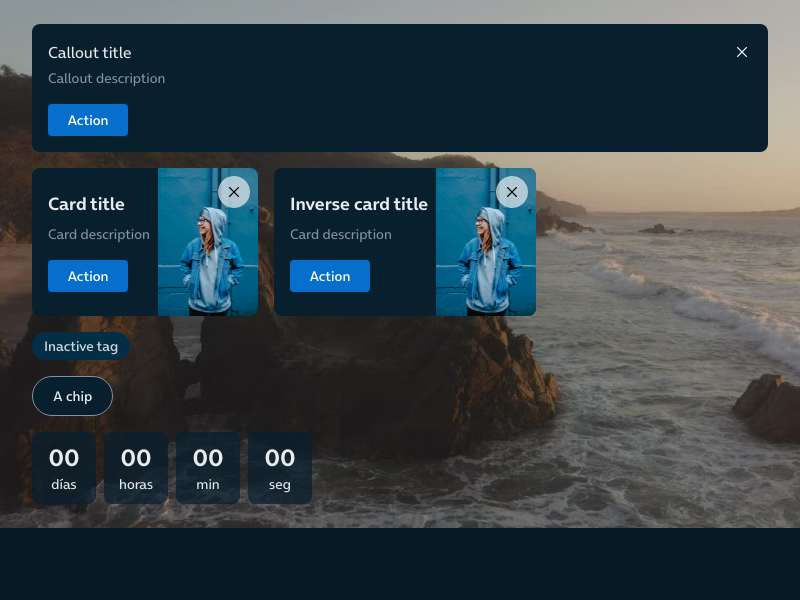 Callout title
Callout description
Action
Card title
Card description
Action
Inverse card title
Card description
Action
Inactive tag
A chip
00 00 00 00
días horas min seg